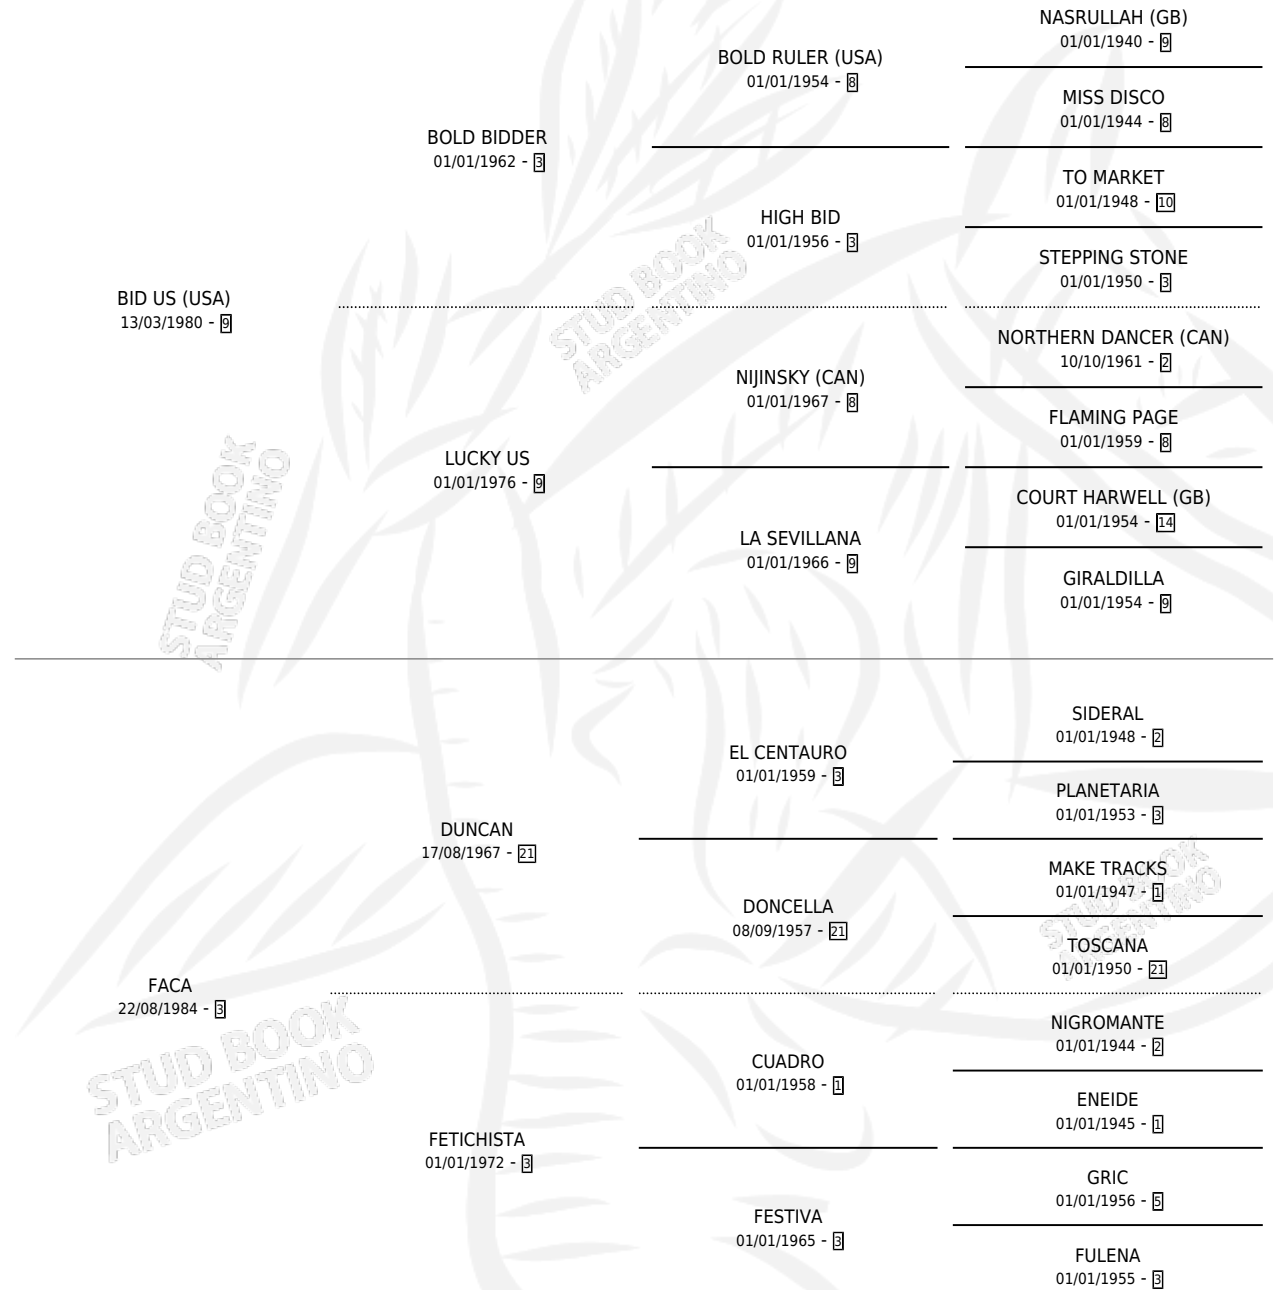 NASRULLAH (GB)
01/01/1940 - 9
BOLD RULER (USA)
01/01/1954 - 8
MISS DISCO
01/01/1944 - 8
BOLD BIDDER
01/01/1962 - 3
TO MARKET
01/01/1948 - 10
HIGH BID
01/01/1956 - 3
STEPPING STONE
01/01/1950 - 3
BID US (USA)
13/03/1980 - 9
NORTHERN DANCER (CAN)
10/10/1961 - 2
NIJINSKY (CAN)
01/01/1967 - 8
FLAMING PAGE
01/01/1959 - 8
LUCKY US
01/01/1976 - 9
COURT HARWELL (GB)
01/01/1954 - 14
LA SEVILLANA
01/01/1966 - 9
GIRALDILLA
01/01/1954 - 9
SIDERAL
01/01/1948 - 2
EL CENTAURO
01/01/1959 - 3
PLANETARIA
01/01/1953 - 3
DUNCAN
17/08/1967 - 21
MAKE TRACKS
01/01/1947 - 1
DONCELLA
08/09/1957 - 21
TOSCANA
01/01/1950 - 21
FACA
22/08/1984 - 3
NIGROMANTE
01/01/1944 - 2
CUADRO
01/01/1958 - 1
ENEIDE
01/01/1945 - 1
FETICHISTA
01/01/1972 - 3
GRIC
01/01/1956 - 5
FESTIVA
01/01/1965 - 3
FULENA
01/01/1955 - 3
STUD BOOK
ARGENTINO
STUD BOOK
ARGENTINO
STUD BOOK
ARGENTINO
STUD BOOK
ARGENTINO